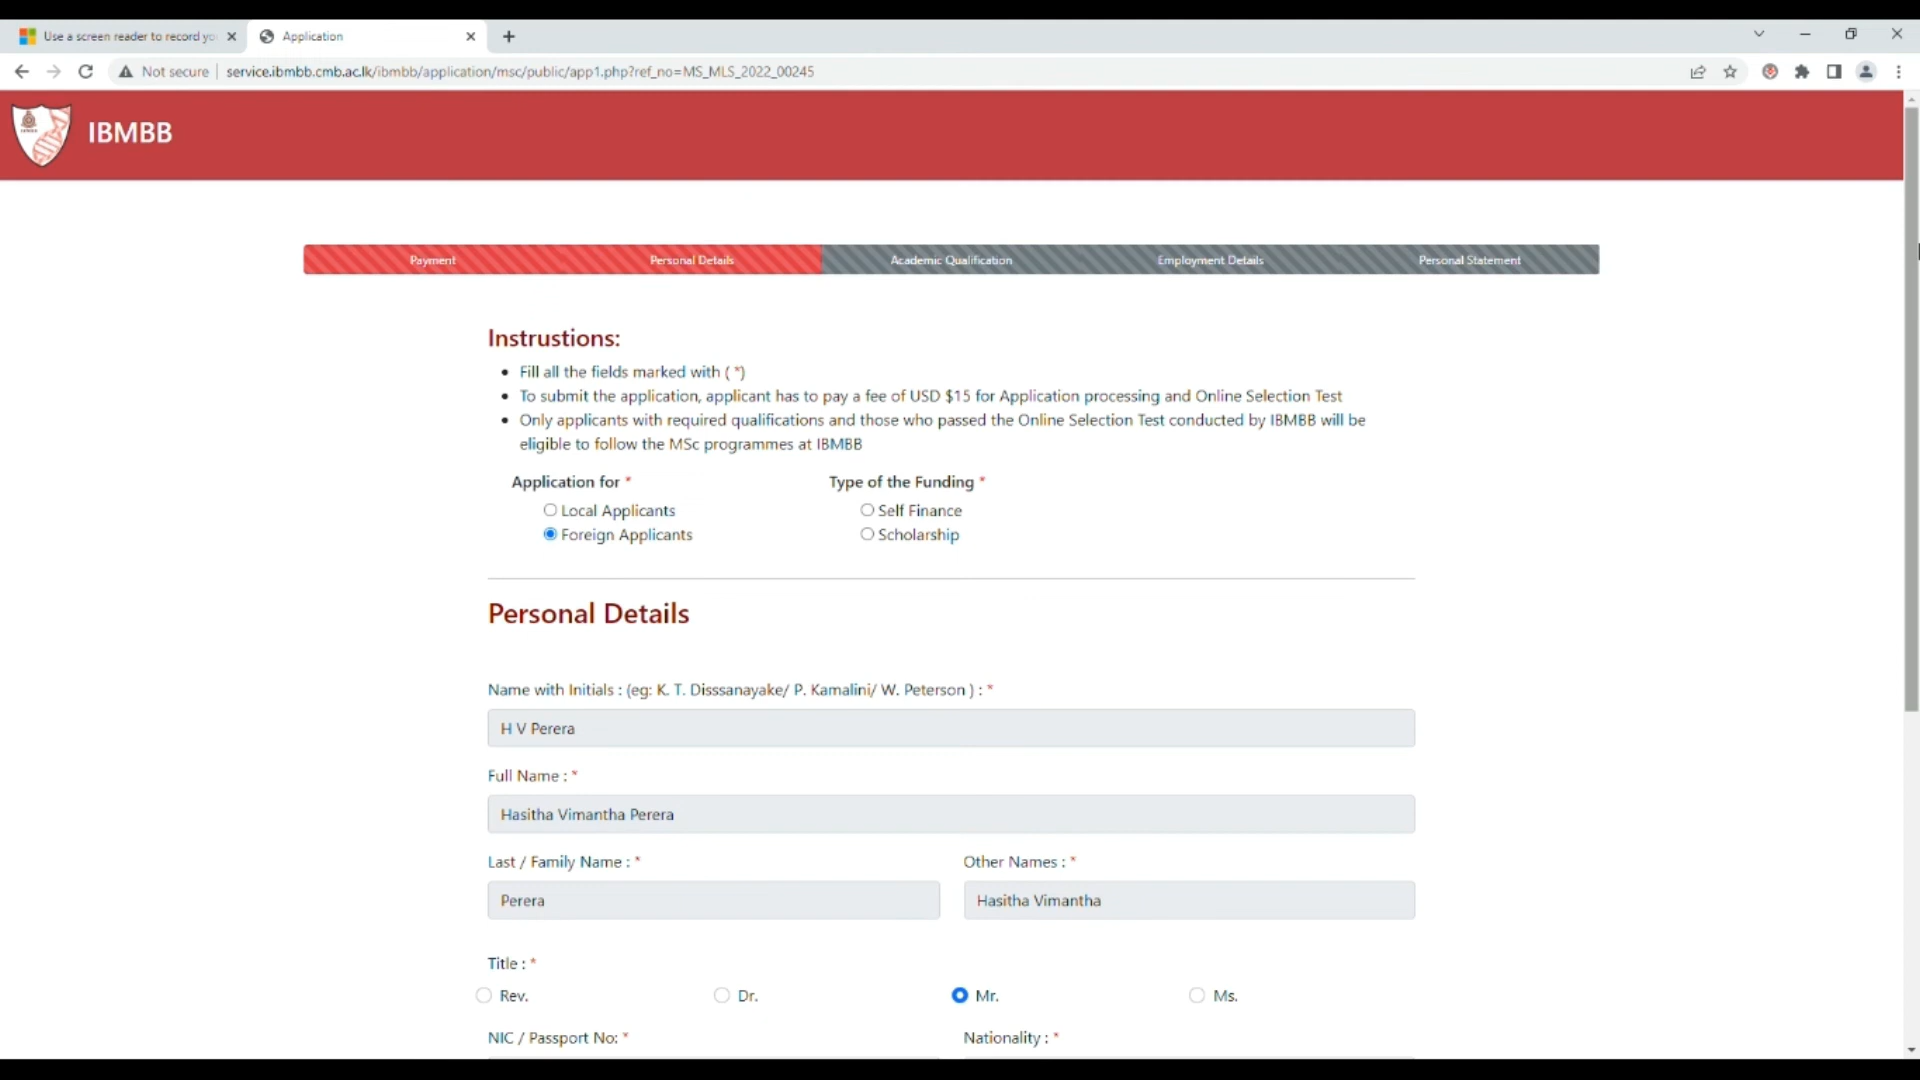 Use a screen reader to record yo
Application
Not secure
service.ibmbb.cmb.ac.lk/ibmbb/application/msc/public/app1.php?ref_no=MS_MLS_2022_00245
IBMBB
Payment
Personal Details
Academic Qualification
Employment Details
Personal Statement
Instrustions:
• Fill all the fields marked with ( *)
• To submit the application, applicant has to pay a fee of USD $15 for Application processing and Online Selection Test
• Only applicants with required qualifications and those who passed the Online Selection Test conducted by IBMBB will be
eligible to follow the MSc programmes at IBMBB
Application for *
Type of the Funding *
Local Applicants
Self Finance
Foreign Applicants
Scholarship
Personal Details
Name with Initials : (eg: K. T. Disssanayake/ P. Kamalini/ W. Peterson ) : *
H V Perera
Full Name : *
Hasitha Vimantha Perera
Last / Family Name : *
Other Names : *
Perera
Hasitha Vimantha
Title : *
Rev.
Dr.
Mr.
Ms.
NIC / Passport No: *
Nationality : *